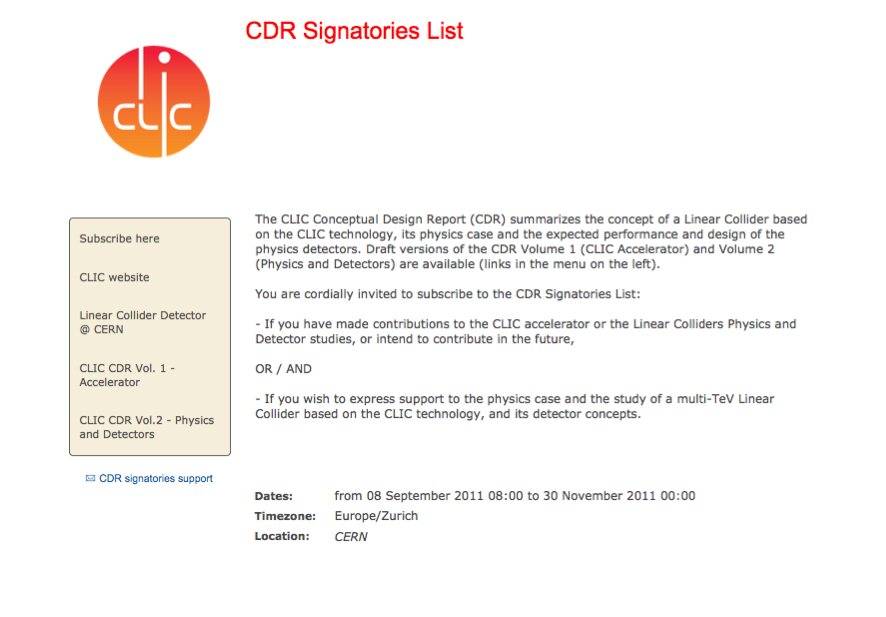 CDR Signatories List
clic
Subscribe here
CLIC website
Linear Collider Detector
@ CERN
CLIC CDR Vol. 1 -
Accelerator
CLIC CDR Vol.2 - Physics
and Detectors
CDR signatories support
The CLIC Conceptual Design Report (CDR) summarizes the concept of a Linear Collider based
on the CLIC technology, its physics case and the expected performance and design of the
physics detectors. Draft versions of the CDR Volume 1 (CLIC Accelerator) and Volume 2
(Physics and Detectors) are available (links in the menu on the left).
You are cordially invited to subscribe to the CDR Signatories List:
- If you have made contributions to the CLIC accelerator or the Linear Colliders Physics and
Detector studies, or intend to contribute in the future,
OR / AND
- If you wish to express support to the physics case and the study of a multi-TeV Linear
Collider based on the CLIC technology, and its detector concepts.
Dates: from 08 September 2011 08:00 to 30 November 2011 00:00
Timezone: Europe/Zurich
Location: CERN